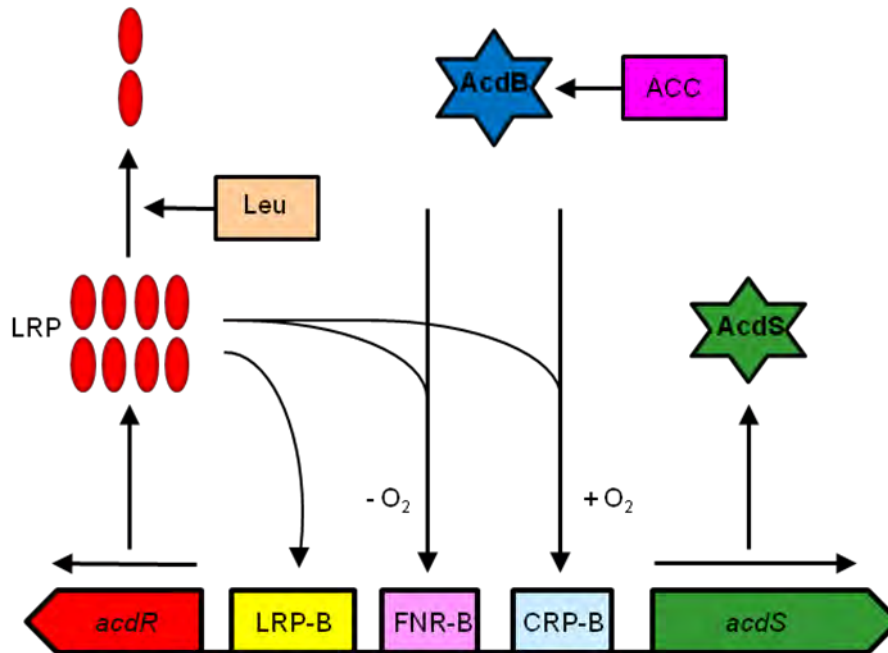 AcdB
ACC
Leu
LRP
AcdS
- O₂
+ O₂
acdR
LRP-B
FNR-B
CRP-B
acdS